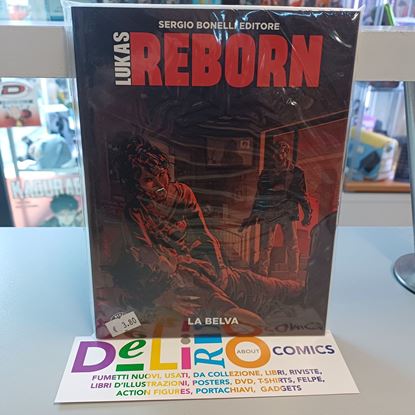 SERGIO BONELLI EDITORE
LUKAS
REBORN
€ 3,80
LA BELVA
DeLiRiO
ABOUT
COMICS
FUMETTI NUOVI, USATI, DA COLLEZIONE, LIBRI, RIVISTE,
LIBRI D'ILLUSTRAZIONI, POSTERS, DVD, T-SHIRTS, FELPE,
ACTION FIGURES, PORTACHIAVI, GADGETS